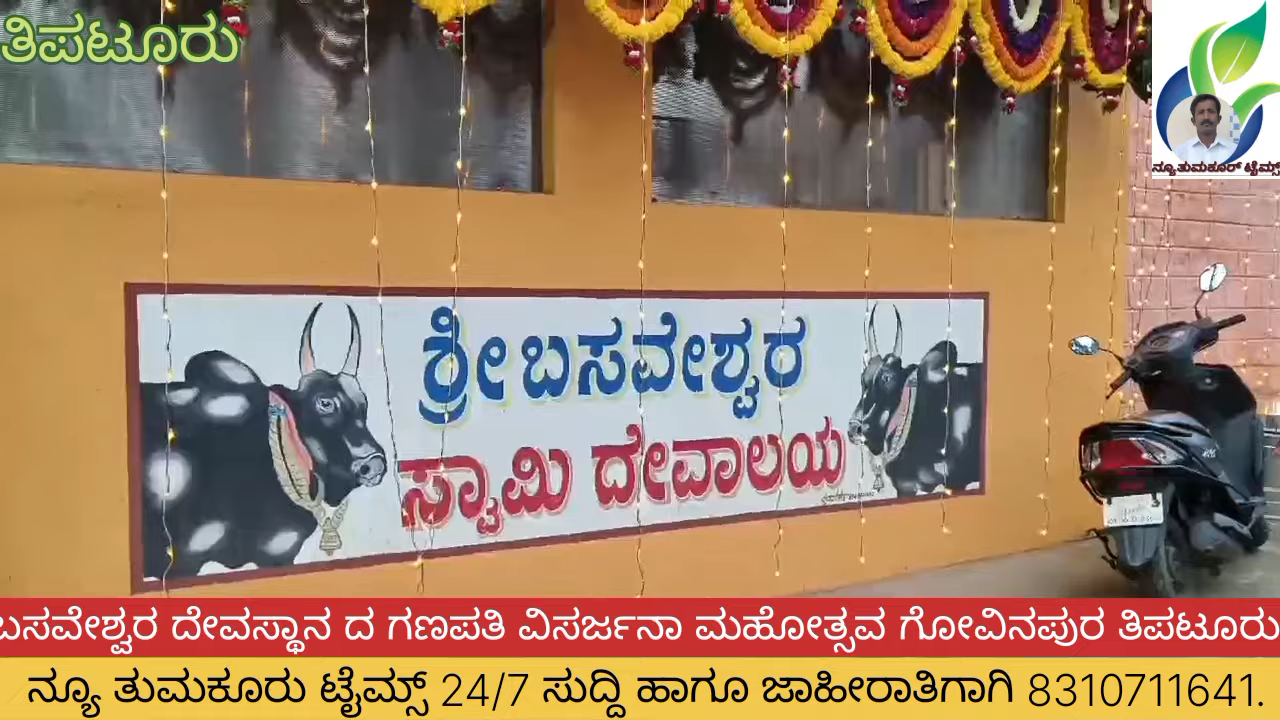 ತಿಪಟೂರು
ನ್ಯೂ ತುಮಕೂರ್ ಟೈಮ್ಸ್
ಶ್ರೀ ಬಸವೇಶ್ವರ
ಸ್ವಾಮಿ ದೇವಾಲಯ
ಬಸವೇಶ್ವರ ದೇವಸ್ಥಾನ ದ ಗಣಪತಿ ವಿಸರ್ಜನಾ ಮಹೋತ್ಸವ ಗೋವಿನಪುರ ತಿಪಟೂರು
ನ್ಯೂ ತುಮಕೂರು ಟೈಮ್ಸ್ 24/7 ಸುದ್ದಿ ಹಾಗೂ ಜಾಹೀರಾತಿಗಾಗಿ 8310711641.